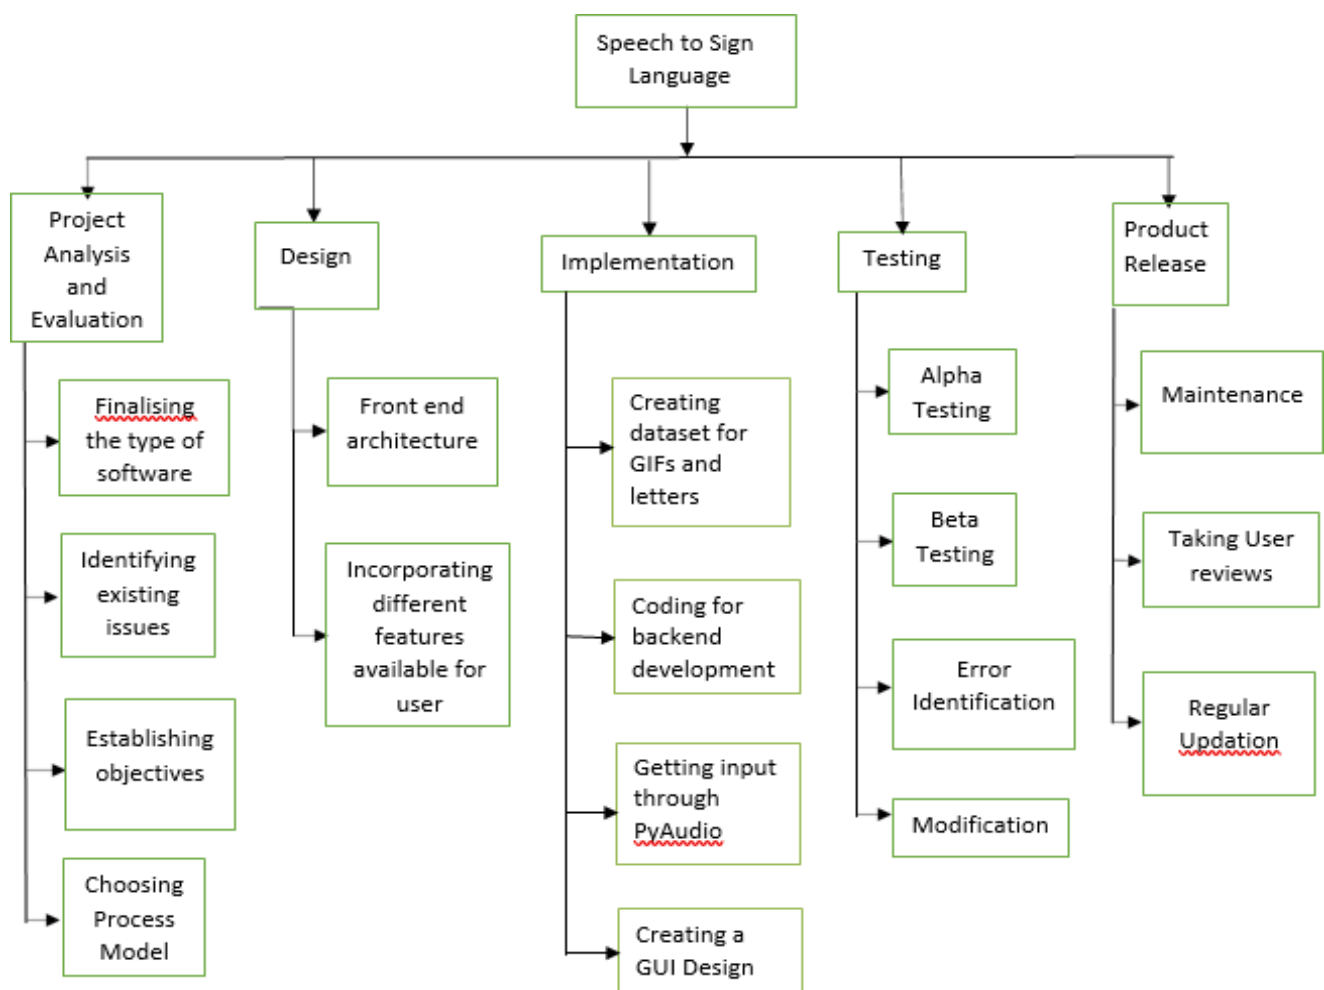 Speech to Sign
Language
Project
Analysis
and
Evaluation
Finalising
the type of
software
Identifying
existing
issues
Establishing
objectives
Choosing
Process
Model
Design
Front end
architecture
Incorporating
different
features
available for
user
Implementation
Creating
dataset for
GIFs and
letters
Coding for
backend
development
Getting input
through
PyAudio
Creating a
GUI Design
Testing
Alpha
Testing
Beta
Testing
Error
Identification
Modification
Product
Release
Maintenance
Taking User
reviews
Regular
Updation